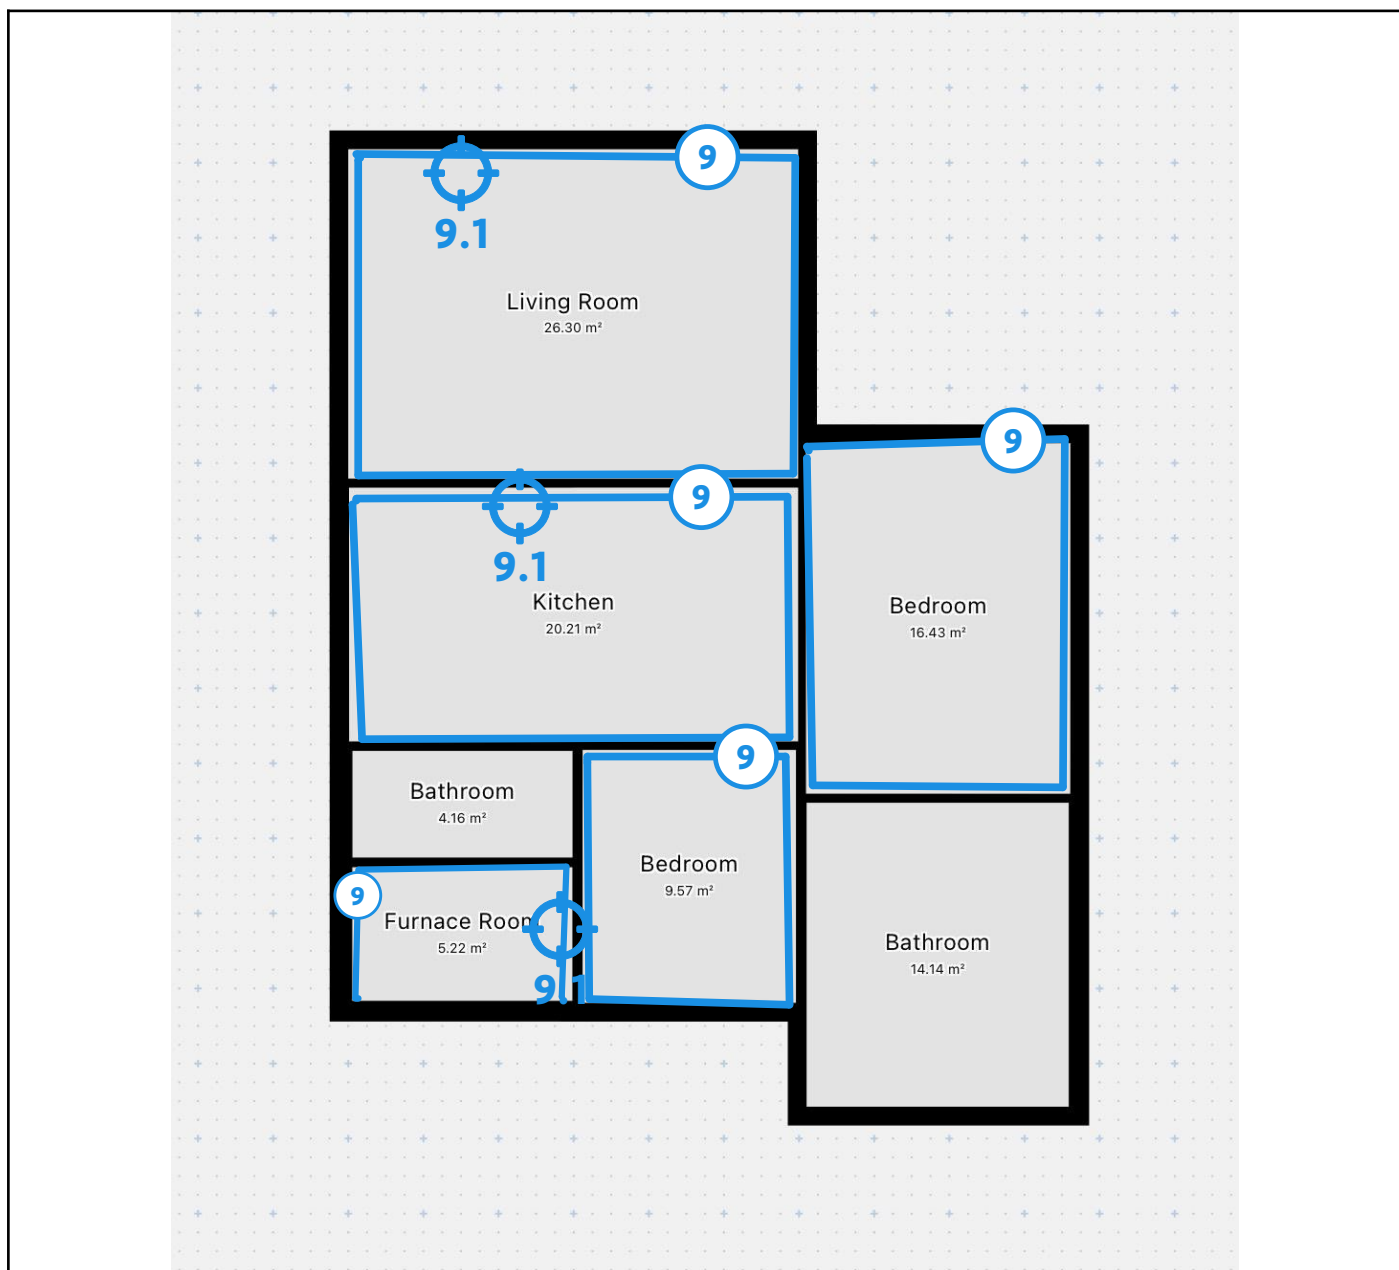 9
9.1
Living Room
26.30 m²
9
9
9.1
Kitchen
20.21 m²
Bedroom
16.43 m²
9
Bathroom
4.16 m²
Bedroom
9.57 m²
9
Furnace Room
5.22 m²
9.1
Bathroom
14.14 m²